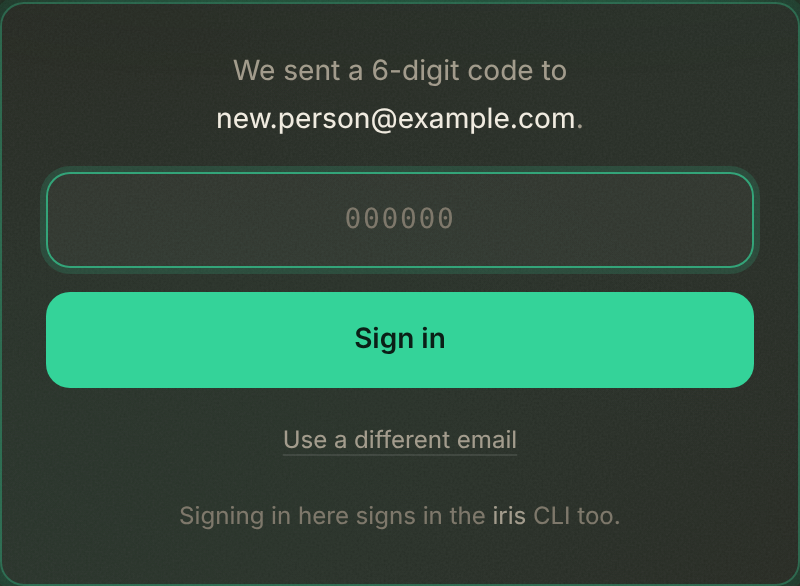 We sent a 6-digit code to
new.person@example.com.
000000
Sign in
Use a different email
Signing in here signs in the iris CLI too.